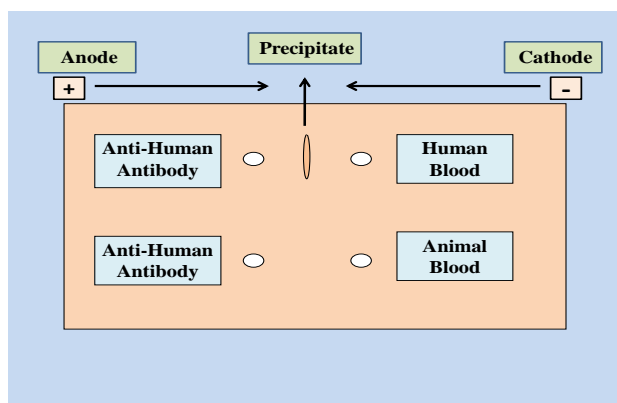 Anode
Precipitate
Cathode
+
-
Anti-Human
Antibody
Human
Blood
Anti-Human
Antibody
Animal
Blood